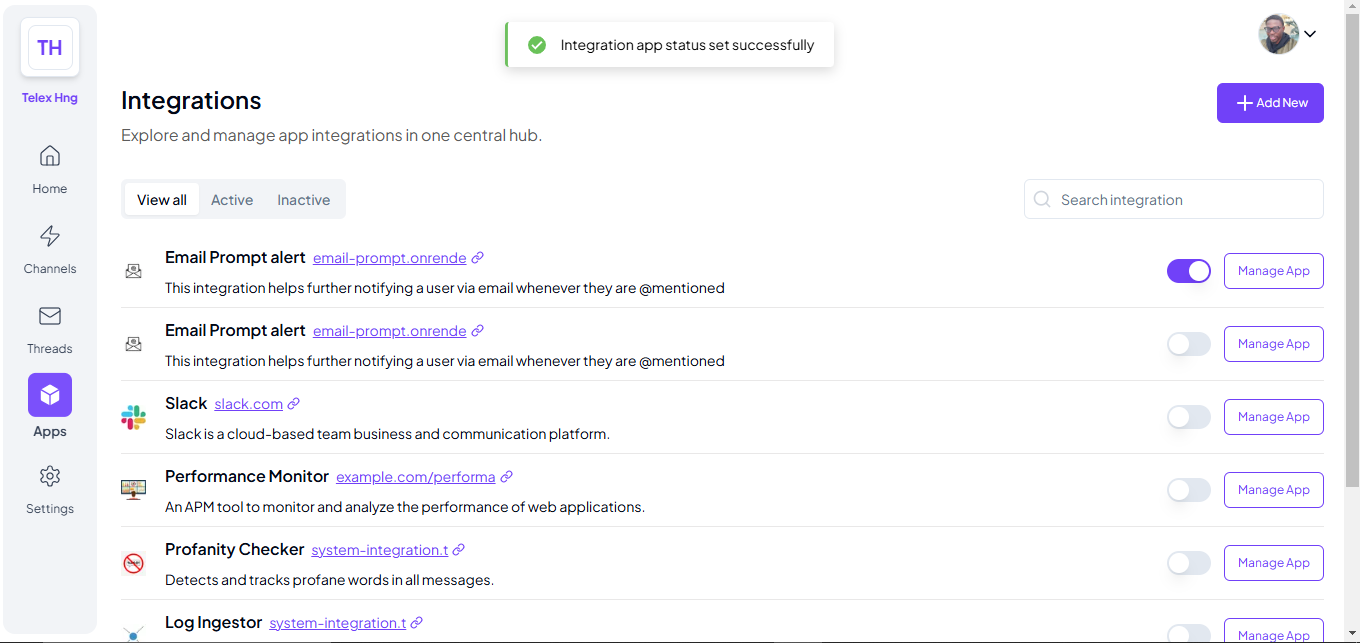 TH
Telex Hng
Home
Channels
Threads
Apps
Settings
Integration app status set successfully
Integrations
Add New
Explore and manage app integrations in one central hub.
View all Active Inactive
Search integration
Email Prompt alert email-prompt.onrende
This integration helps further notifying a user via email whenever they are @mentioned
Manage App
Email Prompt alert email-prompt.onrende
This integration helps further notifying a user via email whenever they are @mentioned
Manage App
Slack slack.com
Slack is a cloud-based team business and communication platform.
Manage App
Performance Monitor example.com/performa
An APM tool to monitor and analyze the performance of web applications.
Manage App
Profanity Checker system-integration.t
Detects and tracks profane words in all messages.
Manage App
Log Ingestor system-integration.t
Manage App